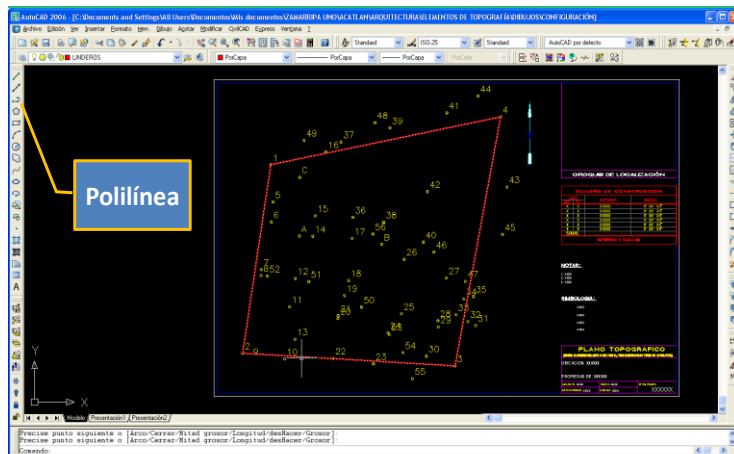 AutoCAD 2006 - [C:\Documents and Settings\All Users\Documentos\Mis documentos\ZAMARRIPA UNO\ACATLAN\ARQUITECTURA\ELEMENTOS DE TOPOGRAFÍA\DIBUJOS\CONFIGURACIÓN]
Archivo Edición Ver Insertar Formato Herr. Dibujo Acotar Modificar CivilCAD Express Ventana ?
Standard ISO-25 Standard AutoCAD por defecto
LINDEROS PorCapa PorCapa PorCapa PorColor
Polilínea
44
41
4
48
39
49
37
16
1
C
43
42
5
15
36
38
6
56
A
14
17
B
40
45
46
26
7
852
12
51
18
27
47
19
35
11
50
25
28
32
29
31
13
54
2
9
10
22
23
30
3
55
Y
X
CROQUIS DE LOCALIZACIÓN
CUADRO DE CONSTRUCCION
NOTAS:
SIMBOLOGIA:
PLANO TOPOGRAFICO
UBICACION: XXXXXX
PROPIEDAD DE: XXXXXX
XXXXXX
Modelo Presentación1 Presentación2
Precise punto siguiente o [Arco/Cerrar/Mitad grosor/Longitud/desHacer/Grosor]:
Precise punto siguiente o [Arco/Cerrar/Mitad grosor/Longitud/desHacer/Grosor]:
Comando: